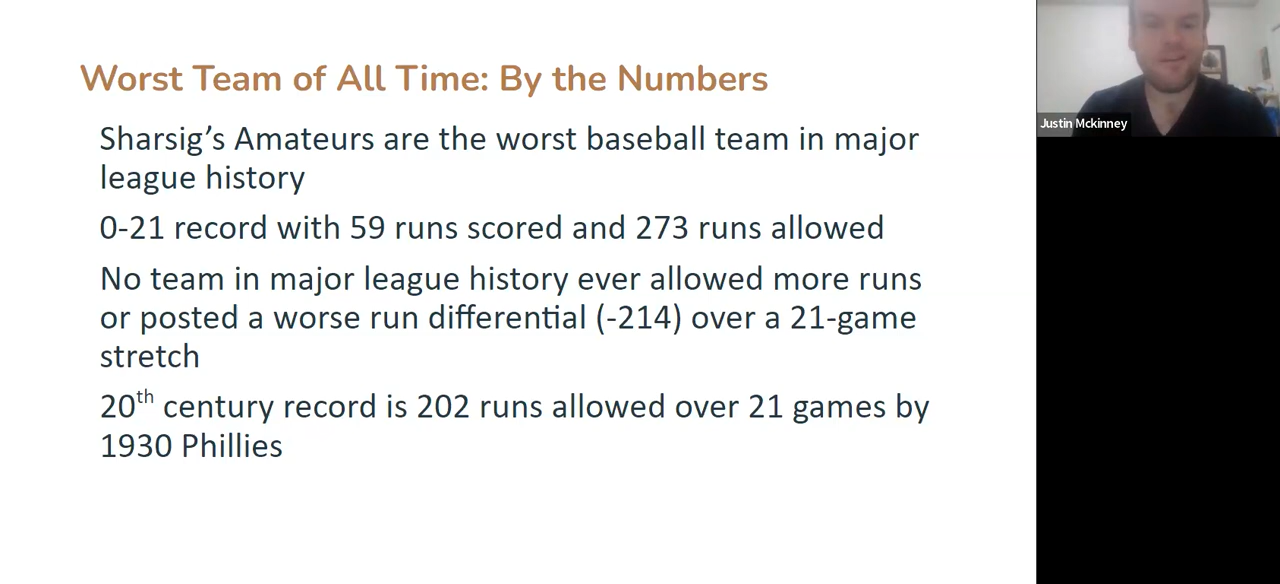 Worst Team of All Time: By the Numbers
Sharsig’s Amateurs are the worst baseball team in major
league history
0-21 record with 59 runs scored and 273 runs allowed
No team in major league history ever allowed more runs
or posted a worse run differential (-214) over a 21-game
stretch
20th century record is 202 runs allowed over 21 games by
1930 Phillies
Justin Mckinney